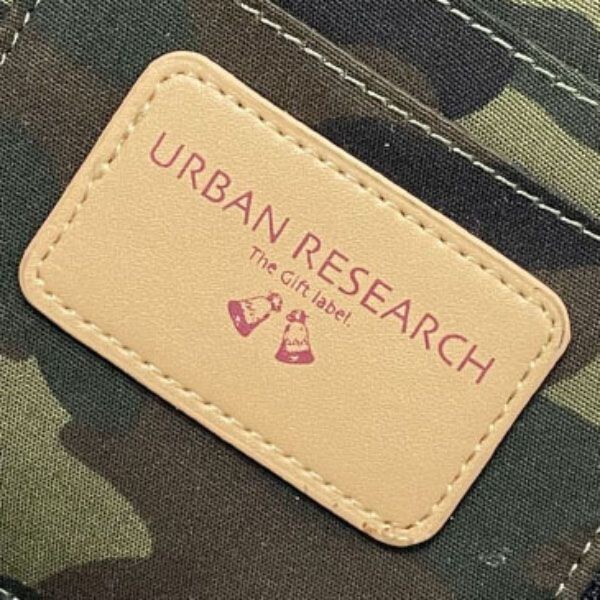 URBAN RESEARCH
The Gift label.